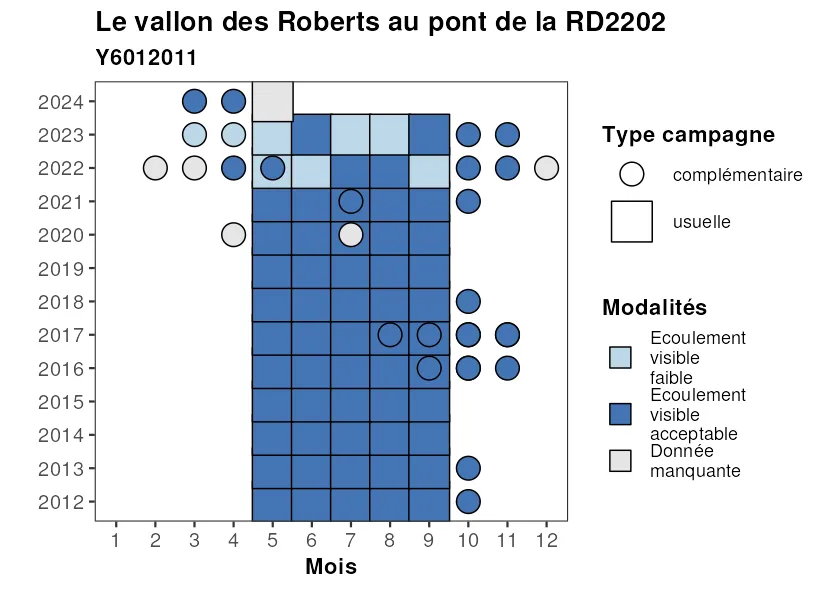 Le vallon des Roberts au pont de la RD2202
Y6012011
2024
2023
2022
2021
2020
2019
2018
2017
2016
2015
2014
2013
2012
1 2 3 4 5 6 7 8 9 10 11 12
Mois
Type campagne
complémentaire
usuelle
Modalités
Ecoulement
visible
faible
Ecoulement
visible
acceptable
Donnée
manquante